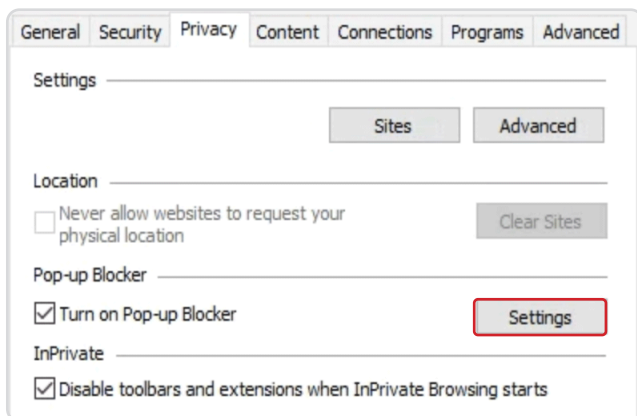 General Security Privacy Content Connections Programs Advanced
Settings
Sites Advanced
Location
Never allow websites to request your
physical location
Clear Sites
Pop-up Blocker
Turn on Pop-up Blocker Settings
InPrivate
Disable toolbars and extensions when InPrivate Browsing starts